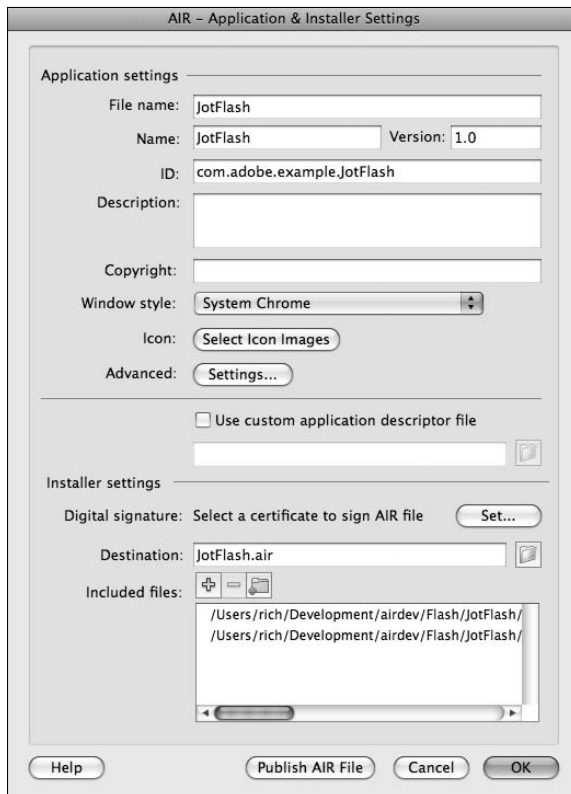 AIR – Application & Installer Settings
Application settings
File name: JotFlash
Name: JotFlash Version: 1.0
ID: com.adobe.example.JotFlash
Description:
Copyright:
Window style: System Chrome
Icon: Select Icon Images
Advanced: Settings...
Use custom application descriptor file
Installer settings
Digital signature: Select a certificate to sign AIR file Set...
Destination: JotFlash.air
Included files:
/Users/rich/Development/airdev/Flash/JotFlash/
/Users/rich/Development/airdev/Flash/JotFlash/
Help Publish AIR File Cancel OK